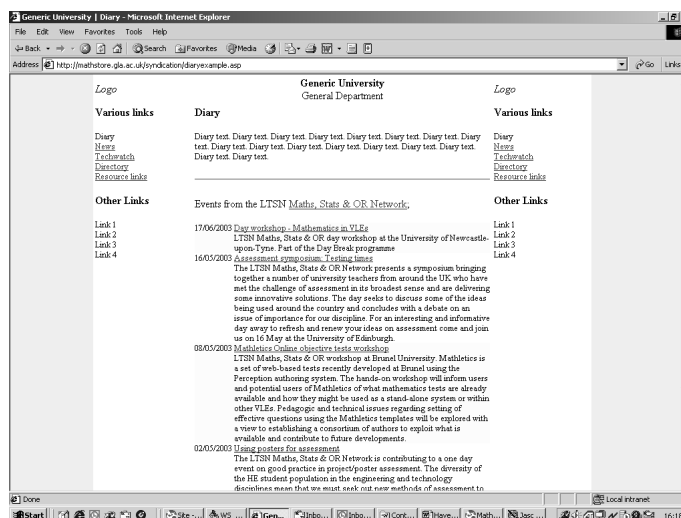 Generic University | Diary - Microsoft Internet Explorer
File Edit View Favorites Tools Help
Back Search Favorites Media
Address http://mathstore.gla.ac.uk/syndication/diaryexample.asp Go Links
Logo
Generic University
General Department
Logo
Various links
Diary
News
Techwatch
Directory
Resource links
Other Links
Link 1
Link 2
Link 3
Link 4
Diary
Diary text. Diary text. Diary text. Diary text. Diary text. Diary text. Diary text. Diary
text. Diary text. Diary text. Diary text. Diary text. Diary text. Diary text. Diary text.
Diary text. Diary text.
Events from the LTSN Maths, Stats & OR Network;
17/06/2003 Day workshop - Mathematics in VLEs
LTSN Maths, Stats & OR day workshop at the University of Newcastle-
upon-Tyne. Part of the Day Break programme
16/05/2003 Assessment symposium: Testing times
The LTSN Maths, Stats & OR Network presents a symposium bringing
together a number of university teachers from around the UK who have
met the challenge of assessment in its broadest sense and are delivering
some innovative solutions. The day seeks to discuss some of the ideas
being used around the country and concludes with a debate on an
issue of importance for our discipline. For an interesting and informative
day away to refresh and renew your ideas on assessment come and join
us on 16 May at the University of Edinburgh.
08/05/2003 Mathletics Online objective tests workshop
LTSN Maths, Stats & OR workshop at Brunel University. Mathletics is
a set of web-based tests recently developed at Brunel using the
Perception authoring system. The hands-on workshop will inform users
and potential users of Mathletics of what mathematics tests are already
available and how they might be used as a stand-alone system or within
other VLEs. Pedagogic and technical issues regarding setting of
effective questions using the Mathletics templates will be explored with
a view to establishing a consortium of authors to exploit what is
available and contribute to future developments.
02/05/2003 Using posters for assessment
The LTSN Maths, Stats & OR Network is contributing to a one day
event on good practice in project/poster assessment. The diversity of
the HE student population in the engineering and technology
disciplines mean that we must seek out new methods of assessment to
Various links
Diary
News
Techwatch
Directory
Resource links
Other Links
Link 1
Link 2
Link 3
Link 4
Done Local intranet
Start Site -... WS ... Gen... Inbo... Inbo... Cont... Have... Math... Jasc ... 16:18